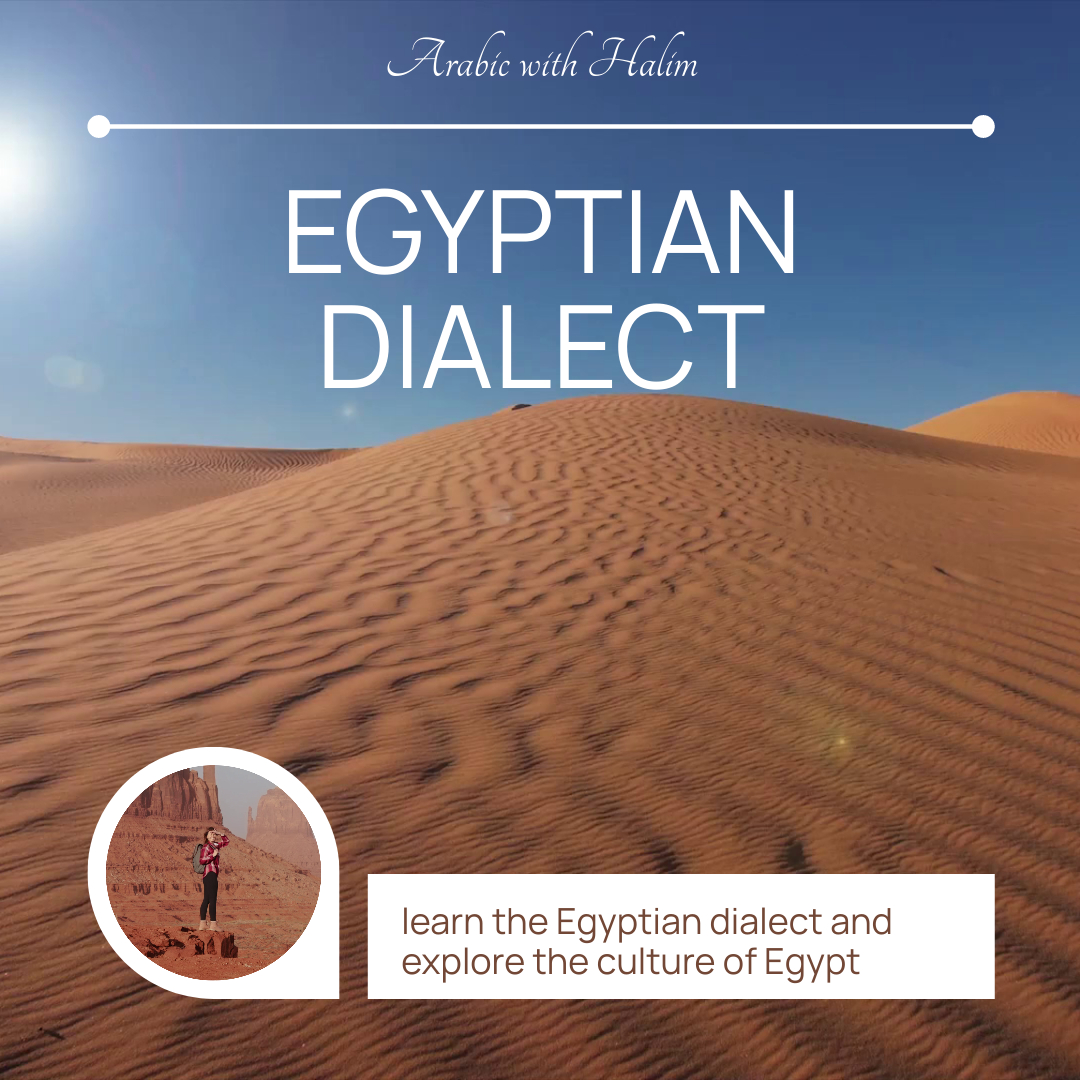 Arabic with Halim
EGYPTIAN
DIALECT
learn the Egyptian dialect and
explore the culture of Egypt